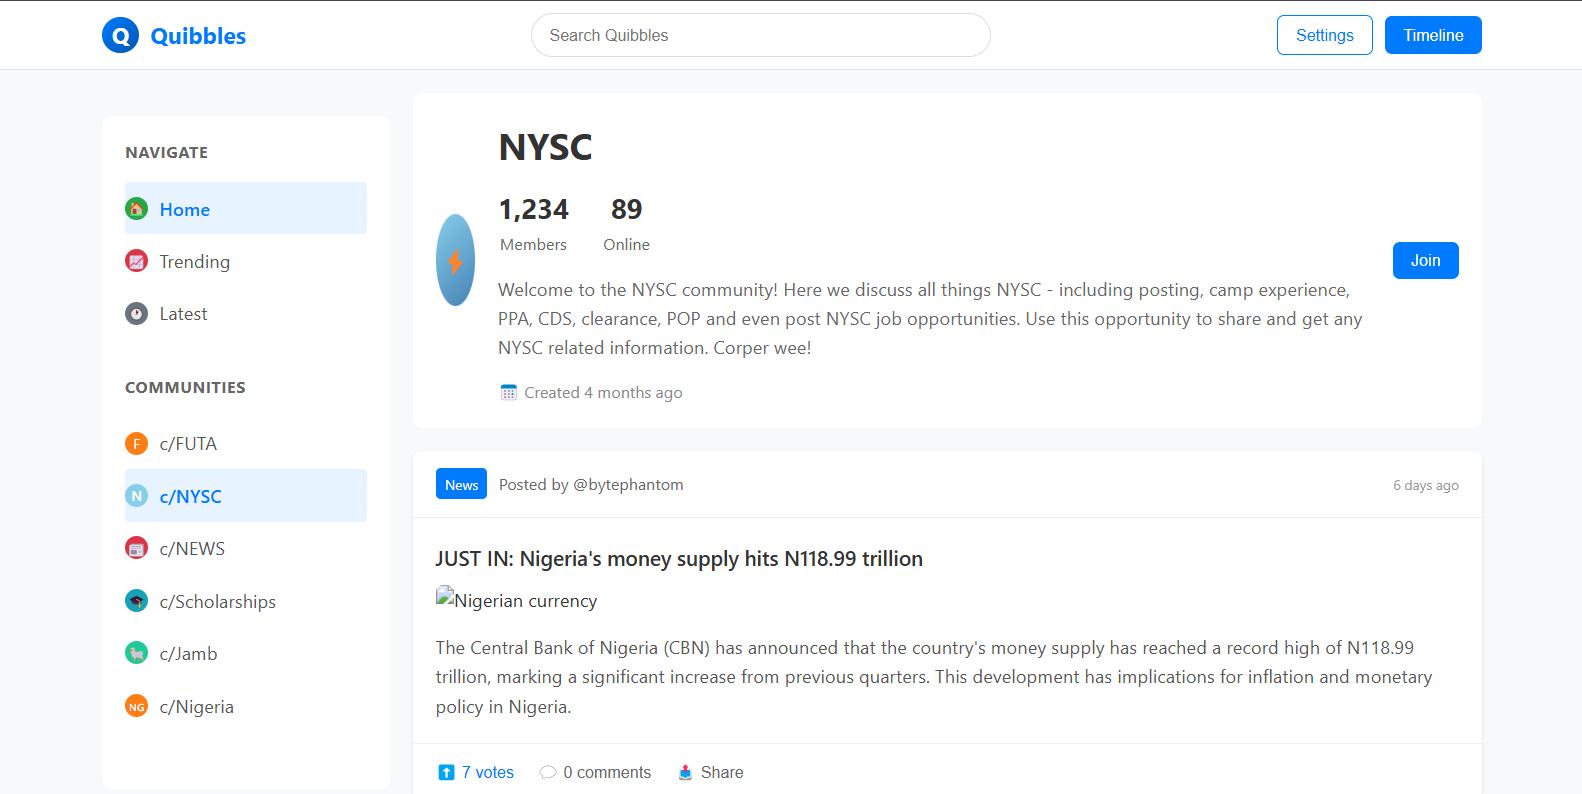 Q Quibbles
Search Quibbles
Settings
Timeline
NAVIGATE
Home
Trending
Latest
COMMUNITIES
F c/FUTA
N c/NYSC
c/NEWS
c/Scholarships
c/Jamb
NG c/Nigeria
NYSC
1,234 89
Members Online
Welcome to the NYSC community! Here we discuss all things NYSC - including posting, camp experience,
PPA, CDS, clearance, POP and even post NYSC job opportunities. Use this opportunity to share and get any
NYSC related information. Corper wee!
Created 4 months ago
Join
News Posted by @bytephantom 6 days ago
JUST IN: Nigeria's money supply hits N118.99 trillion
Nigerian currency
The Central Bank of Nigeria (CBN) has announced that the country's money supply has reached a record high of N118.99
trillion, marking a significant increase from previous quarters. This development has implications for inflation and monetary
policy in Nigeria.
7 votes 0 comments Share